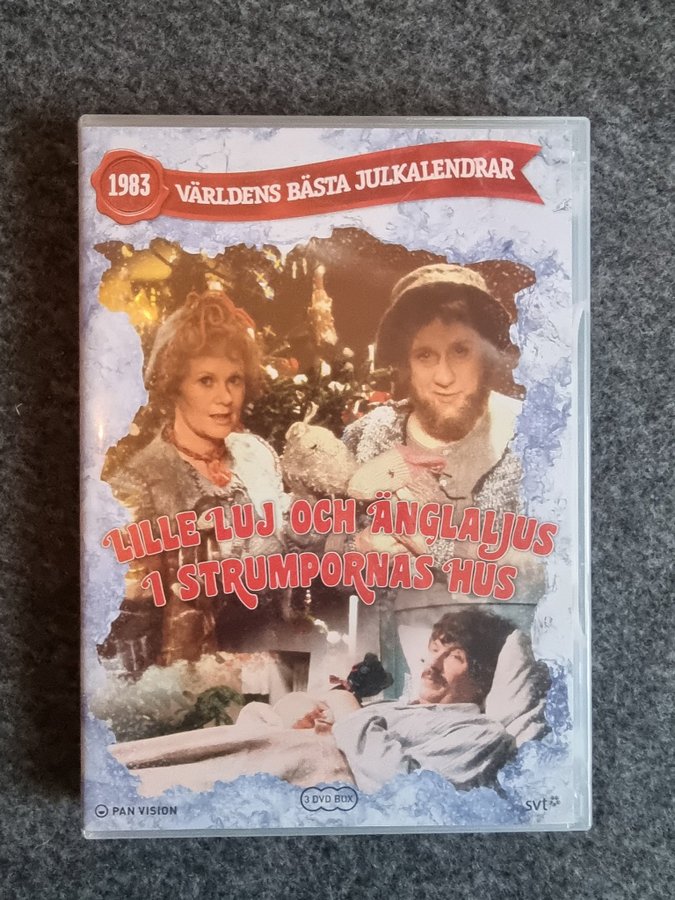 1983 VÄRLDENS BÄSTA JULKALENDRAR
LILLE LUJ OCH ÄNGLALJUS
I STRUMPORNAS HUS
PAN VISION
3 DVD BOX
svt